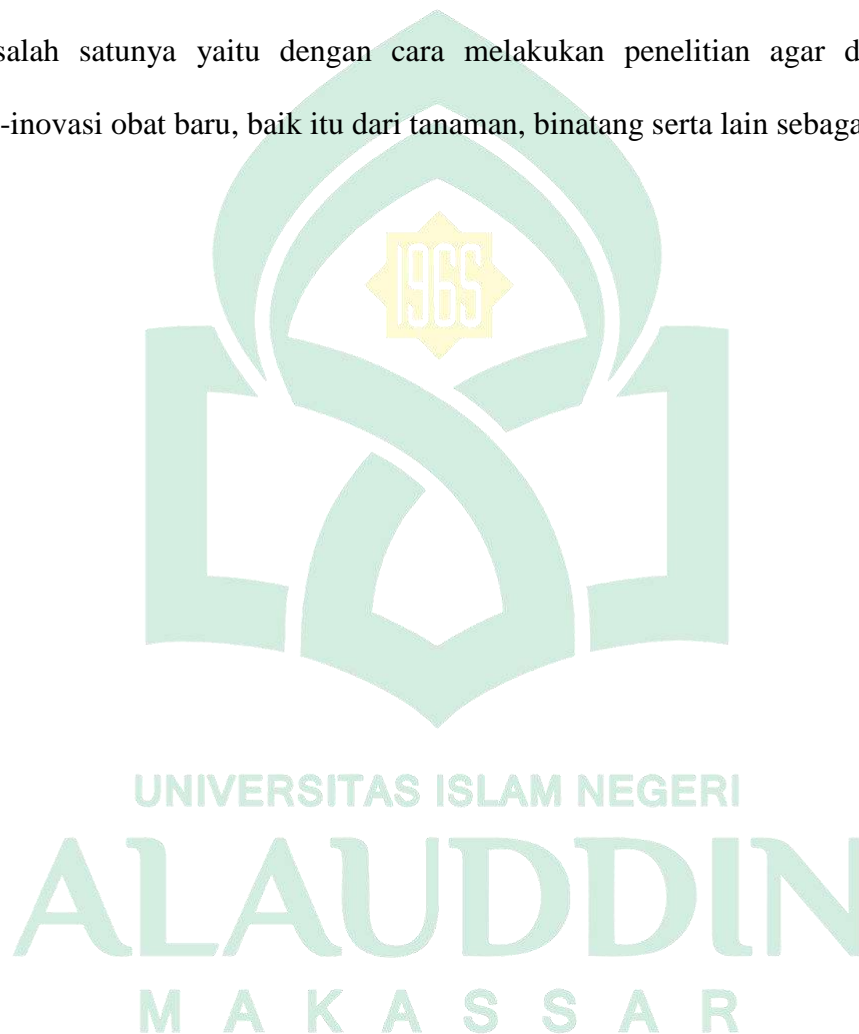 salah satunya yaitu dengan cara melakukan penelitian agar
-inovasi obat baru, baik itu dari tanaman, binatang serta lain
1965
UNIVERSITAS ISLAM NEGERI
ALAUDDIN
MAKASSAR